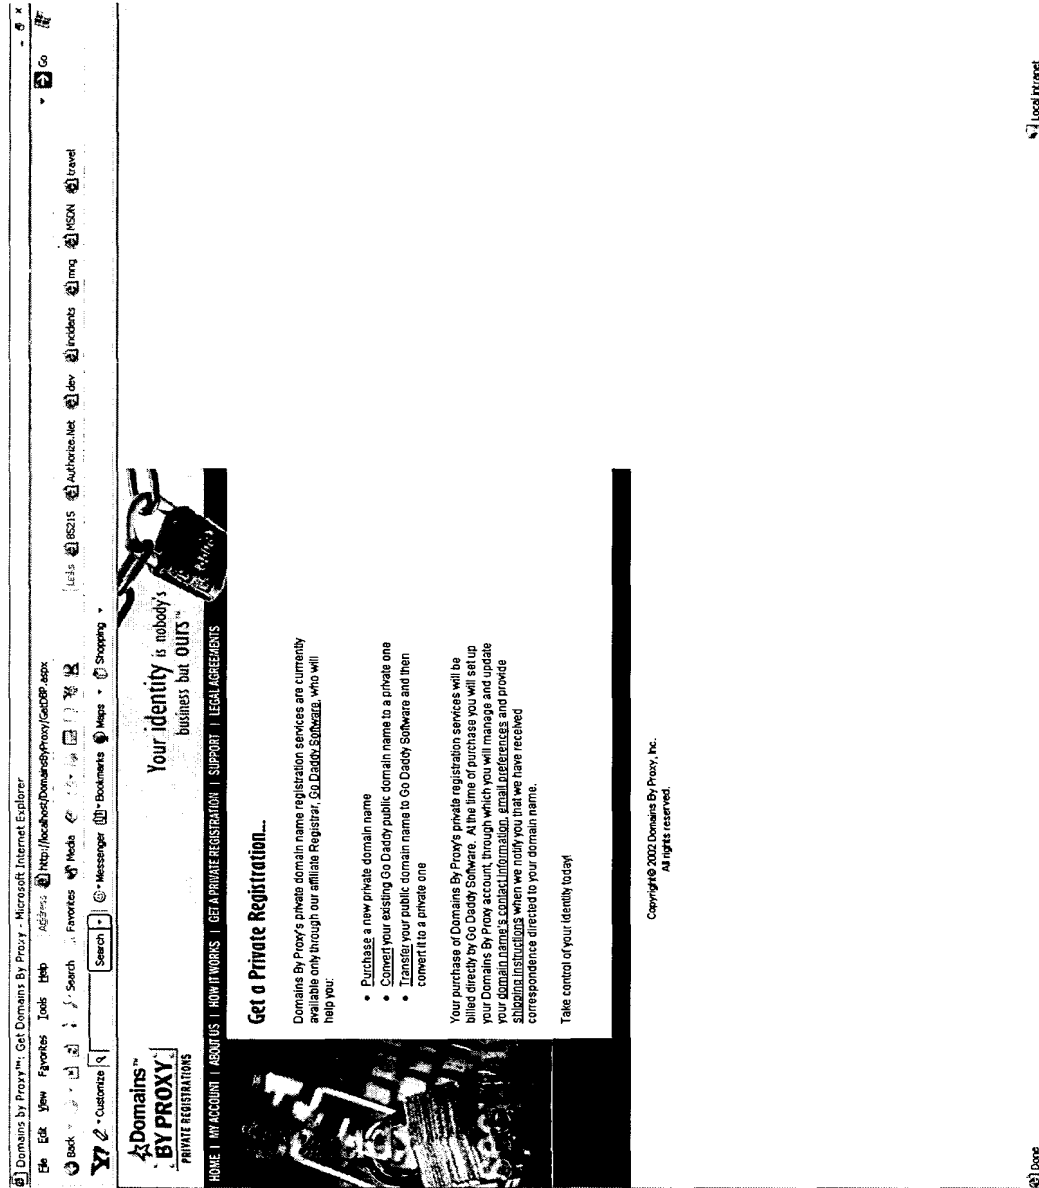 Domains by Proxy™: Get Domains By Proxy - Microsoft Internet Explorer
File Edit View Favorites Tools Help Address http://localhost/DomainsByProxy/GetDBP.aspx Go
Back Search Favorites Media Links BS21S Authorize.Net dev incidents mng MSDN travel
Y! Customize Search Messenger Bookmarks Maps Shopping
Domains™
BY PROXY
PRIVATE REGISTRATIONS
Your identity is nobody's
business but ours™
HOME | MY ACCOUNT | ABOUT US | HOW IT WORKS | GET A PRIVATE REGISTRATION | SUPPORT | LEGAL AGREEMENTS
Get a Private Registration...
Domains By Proxy's private domain name registration services are currently
available only through our affiliate Registrar, Go Daddy Software, who will
help you:
• Purchase a new private domain name
• Convert your existing Go Daddy public domain name to a private one
• Transfer your public domain name to Go Daddy Software and then
convert it to a private one
Your purchase of Domains By Proxy's private registration services will be
billed directly by Go Daddy Software. At the time of purchase you will set up
your Domains By Proxy account, through which you will manage and update
your domain name's contact information, email preferences and provide
shipping instructions when we notify you that we have received
correspondence directed to your domain name.
Take control of your identity today!
Copyright© 2002 Domains By Proxy, Inc.
All rights reserved.
Done
Local intranet